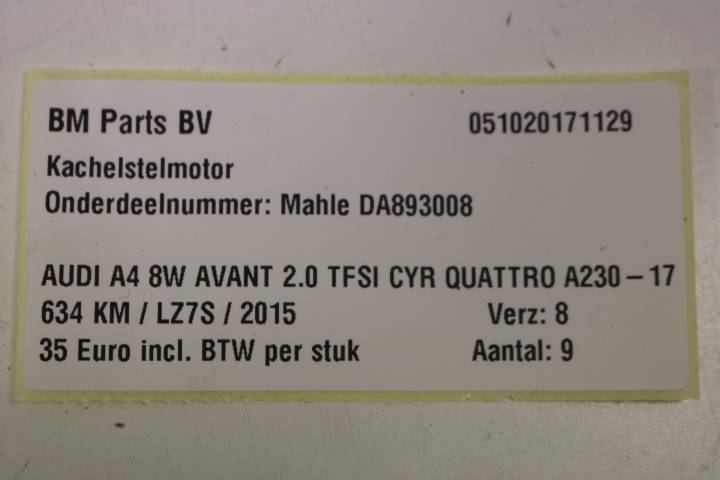 BM Parts BV 051020171129
Kachelstelmotor
Onderdeelnummer: Mahle DA893008
AUDI A4 8W AVANT 2.0 TFSI CYR QUATTRO A230-17
634 KM / LZ7S / 2015 Verz: 8
35 Euro incl. BTW per stuk Aantal: 9